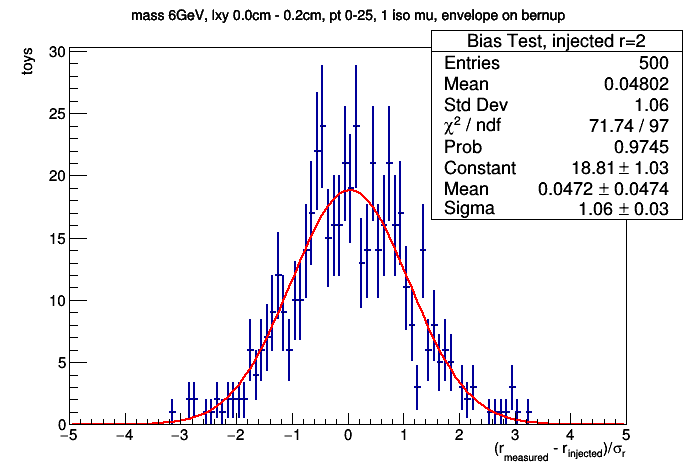 mass 6GeV, lxy 0.0cm - 0.2cm, pt 0-25, 1 iso mu, envelope on bernup
Bias Test, injected r=2
Entries 500
Mean 0.04802
Std Dev 1.06
χ² / ndf 71.74 / 97
Prob 0.9745
Constant 18.81 ± 1.03
Mean 0.0472 ± 0.0474
Sigma 1.06 ± 0.03
toys
30
25
20
15
10
5
0
−5 −4 −3 −2 −1 0 1 2 3 4 5
(r_measured - r_injected)/σ_r